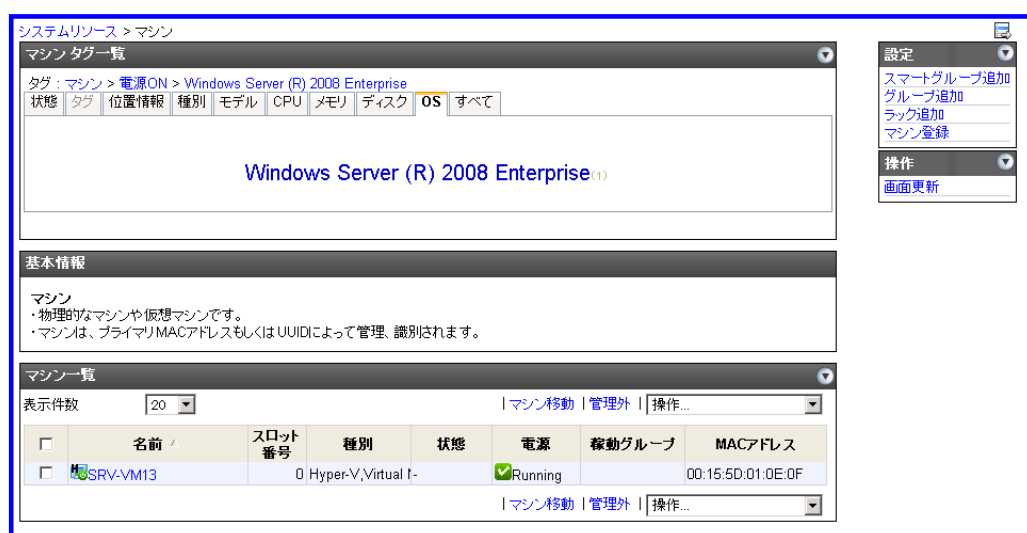 システムリソース > マシン
マシン タグ一覧
タグ : マシン > 電源ON > Windows Server (R) 2008 Enterprise
状態 タグ 位置情報 種別 モデル CPU メモリ ディスク OS すべて
Windows Server (R) 2008 Enterprise(1)
基本情報
マシン
・物理的なマシンや仮想マシンです。
・マシンは、プライマリMACアドレスもしくはUUIDによって管理、識別されます。
マシン一覧
表示件数 20 | マシン移動 | 管理外 | 操作...
名前 スロット番号 種別 状態 電源 稼動グループ MACアドレス
SRV-VM13 0 Hyper-V,Virtual - Running 00:15:5D:01:0E:0F
| マシン移動 | 管理外 | 操作...
設定
スマートグループ追加
グループ追加
ラック追加
マシン登録
操作
画面更新